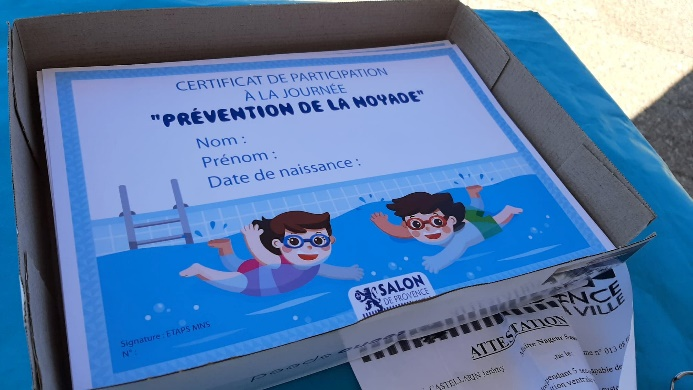 CERTIFICAT DE PARTICIPATION
À LA JOURNÉE
"PRÉVENTION DE LA NOYADE"
Nom :
Prénom :
Date de naissance :
SALON
DE PROVENCE
Signature : ETAPS MNS
N° :
ENCE
VILLE
ATTESTATION